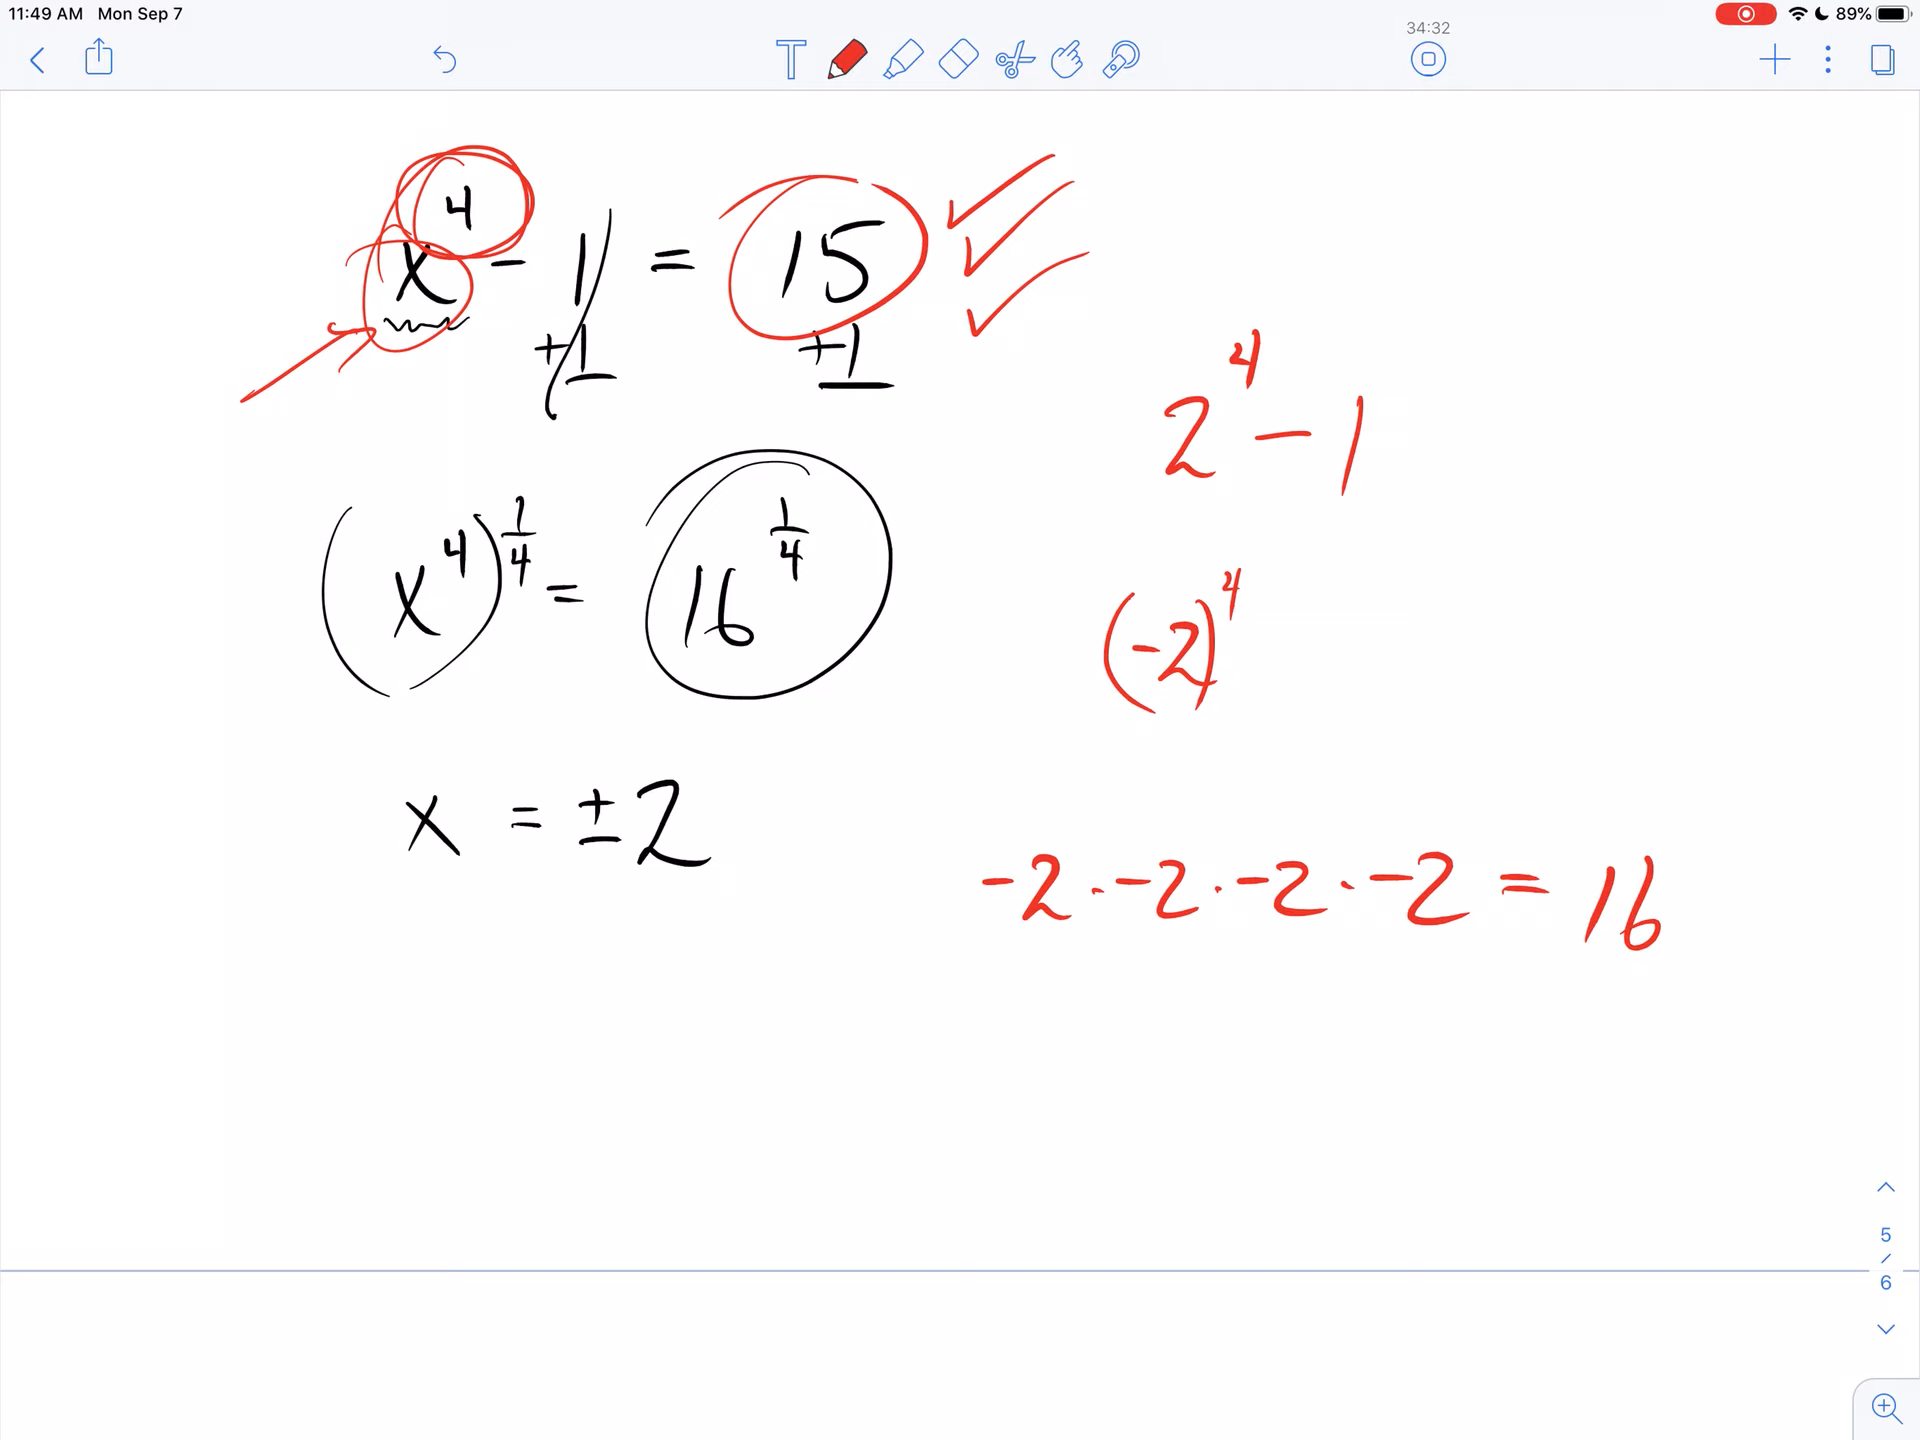 11:49 AM Mon Sep 7
89%
34:32
T
x⁴ - 1 = 15
+1 +1
(x⁴)^(1/4) = 16^(1/4)
x = ±2
2⁴ - 1
(-2)⁴
-2 · -2 · -2 · -2 = 16
5
/
6